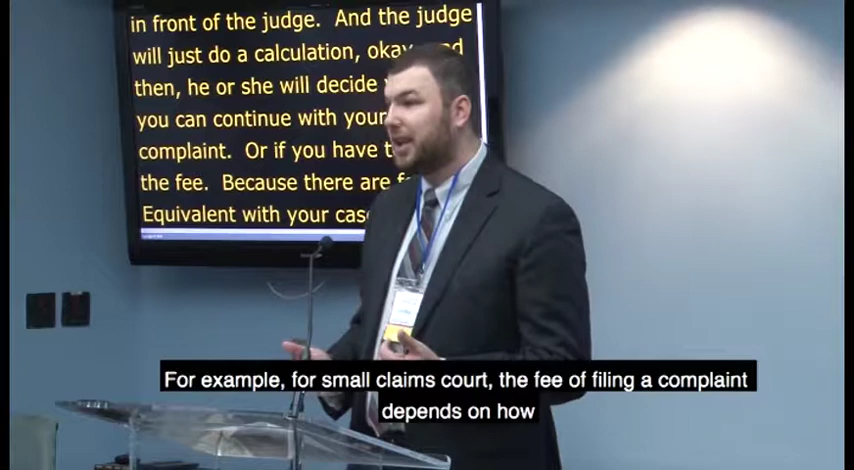 in front of the judge. And the judge
will just do a calculation, okay,
then, he or she will decide
you can continue with your
complaint. Or if you have
the fee. Because there are
Equivalent with your case
For example, for small claims court, the fee of filing a complaint
depends on how